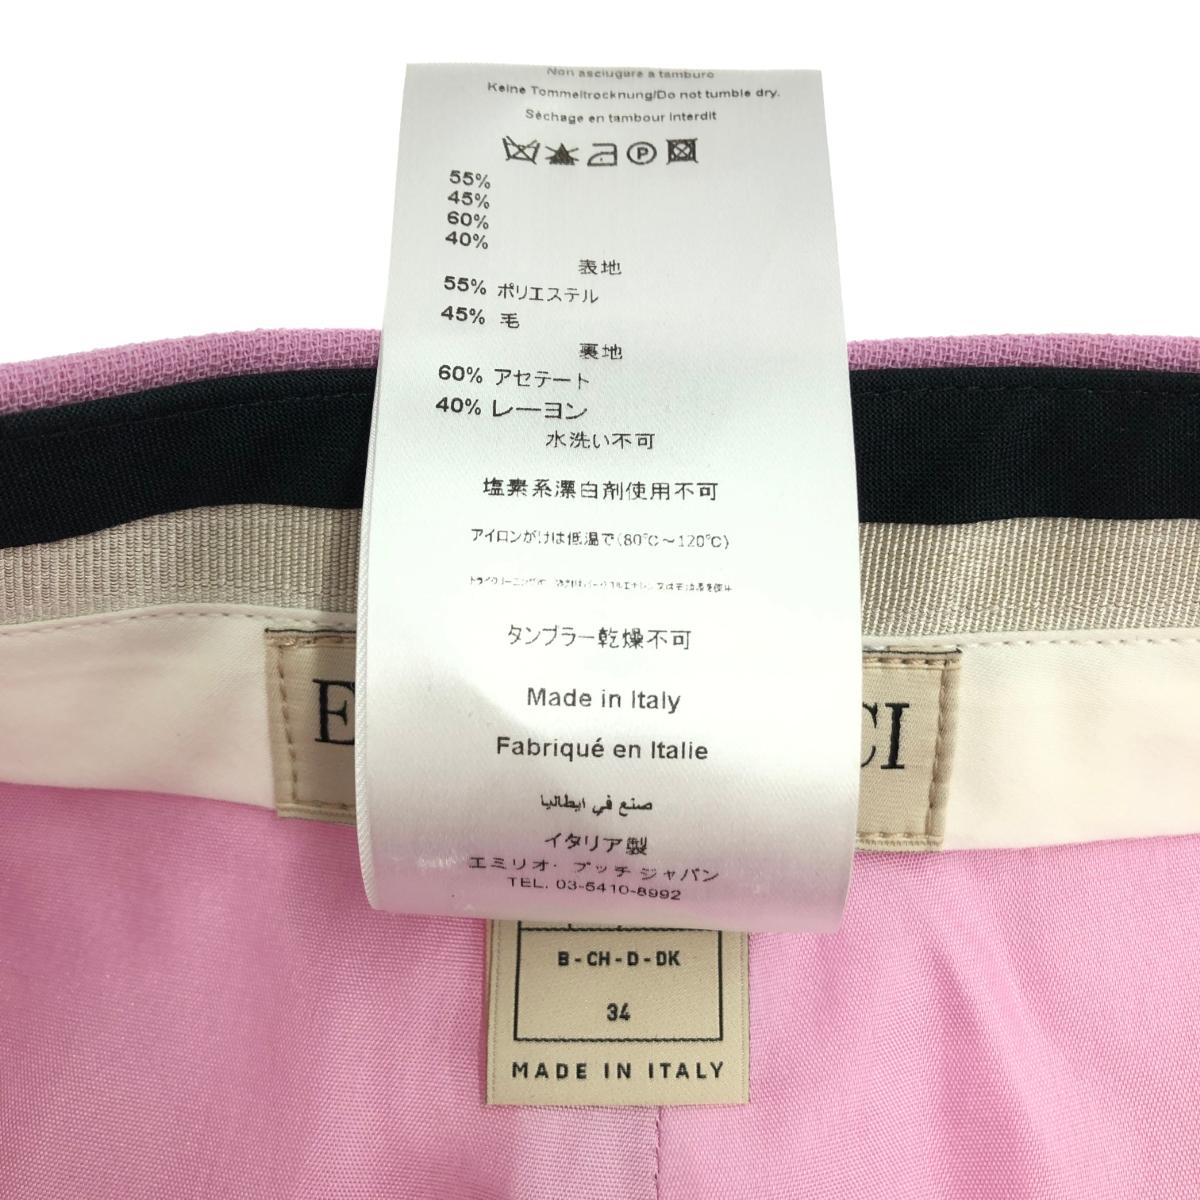 Non asciugare a tamburo
Keine Tommeltrocknung/Do not tumble dry.
Sèchage en tambour interdit
P
55%
45%
60%
40%
表地
55% ポリエステル
45% 毛
裏地
60% アセテート
40% レーヨン
水洗い不可
塩素系漂白剤使用不可
アイロンがけは低温で(80℃～120℃)
タンブラー乾燥不可
Made in Italy
Fabriqué en Italie
صنع في ايطاليا
イタリア製
エミリオ・プッチ ジャパン
TEL. 03-5410-8992
E
CI
B - CH - D - DK
34
MADE IN ITALY